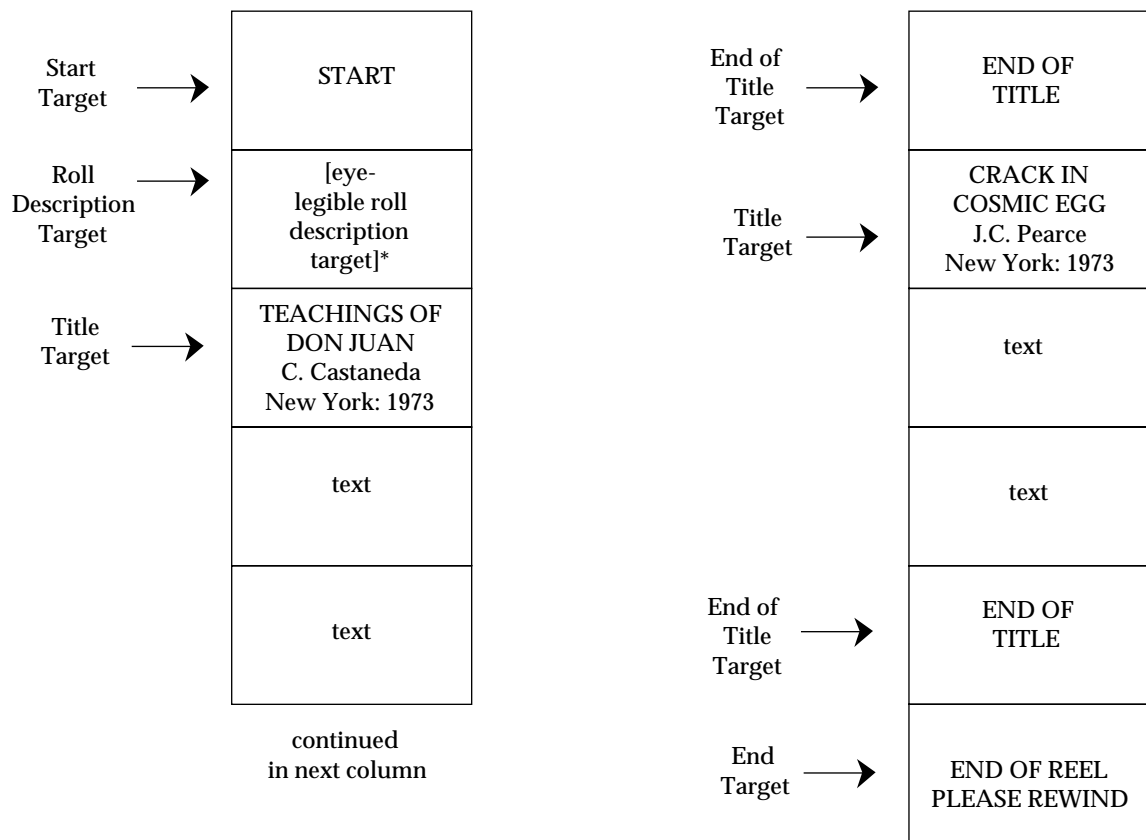 Start
Target
START
Roll
Description
Target
[eye-
legible roll
description
target]*
Title
Target
TEACHINGS OF
DON JUAN
C. Castaneda
New York: 1973
text
text
continued
in next column
End of
Title
Target
END OF
TITLE
Title
Target
CRACK IN
COSMIC EGG
J.C. Pearce
New York: 1973
text
text
End of
Title
Target
END OF
TITLE
End
Target
END OF REEL
PLEASE REWIND